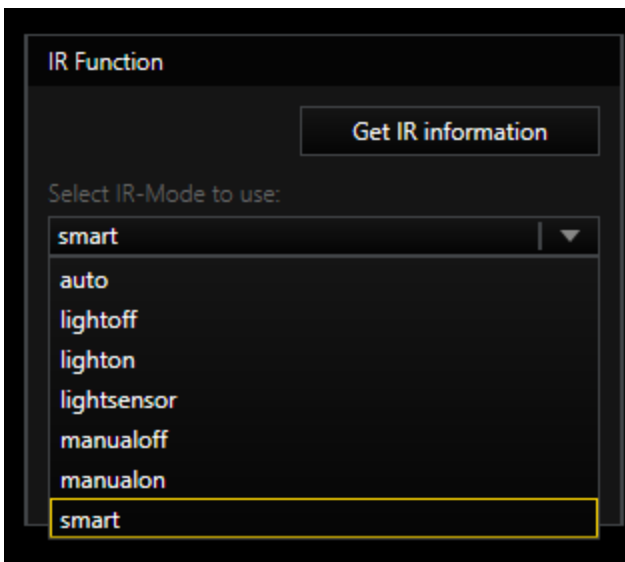 IR Function
Get IR information
Select IR-Mode to use:
smart
auto
lightoff
lighton
lightsensor
manualoff
manualon
smart